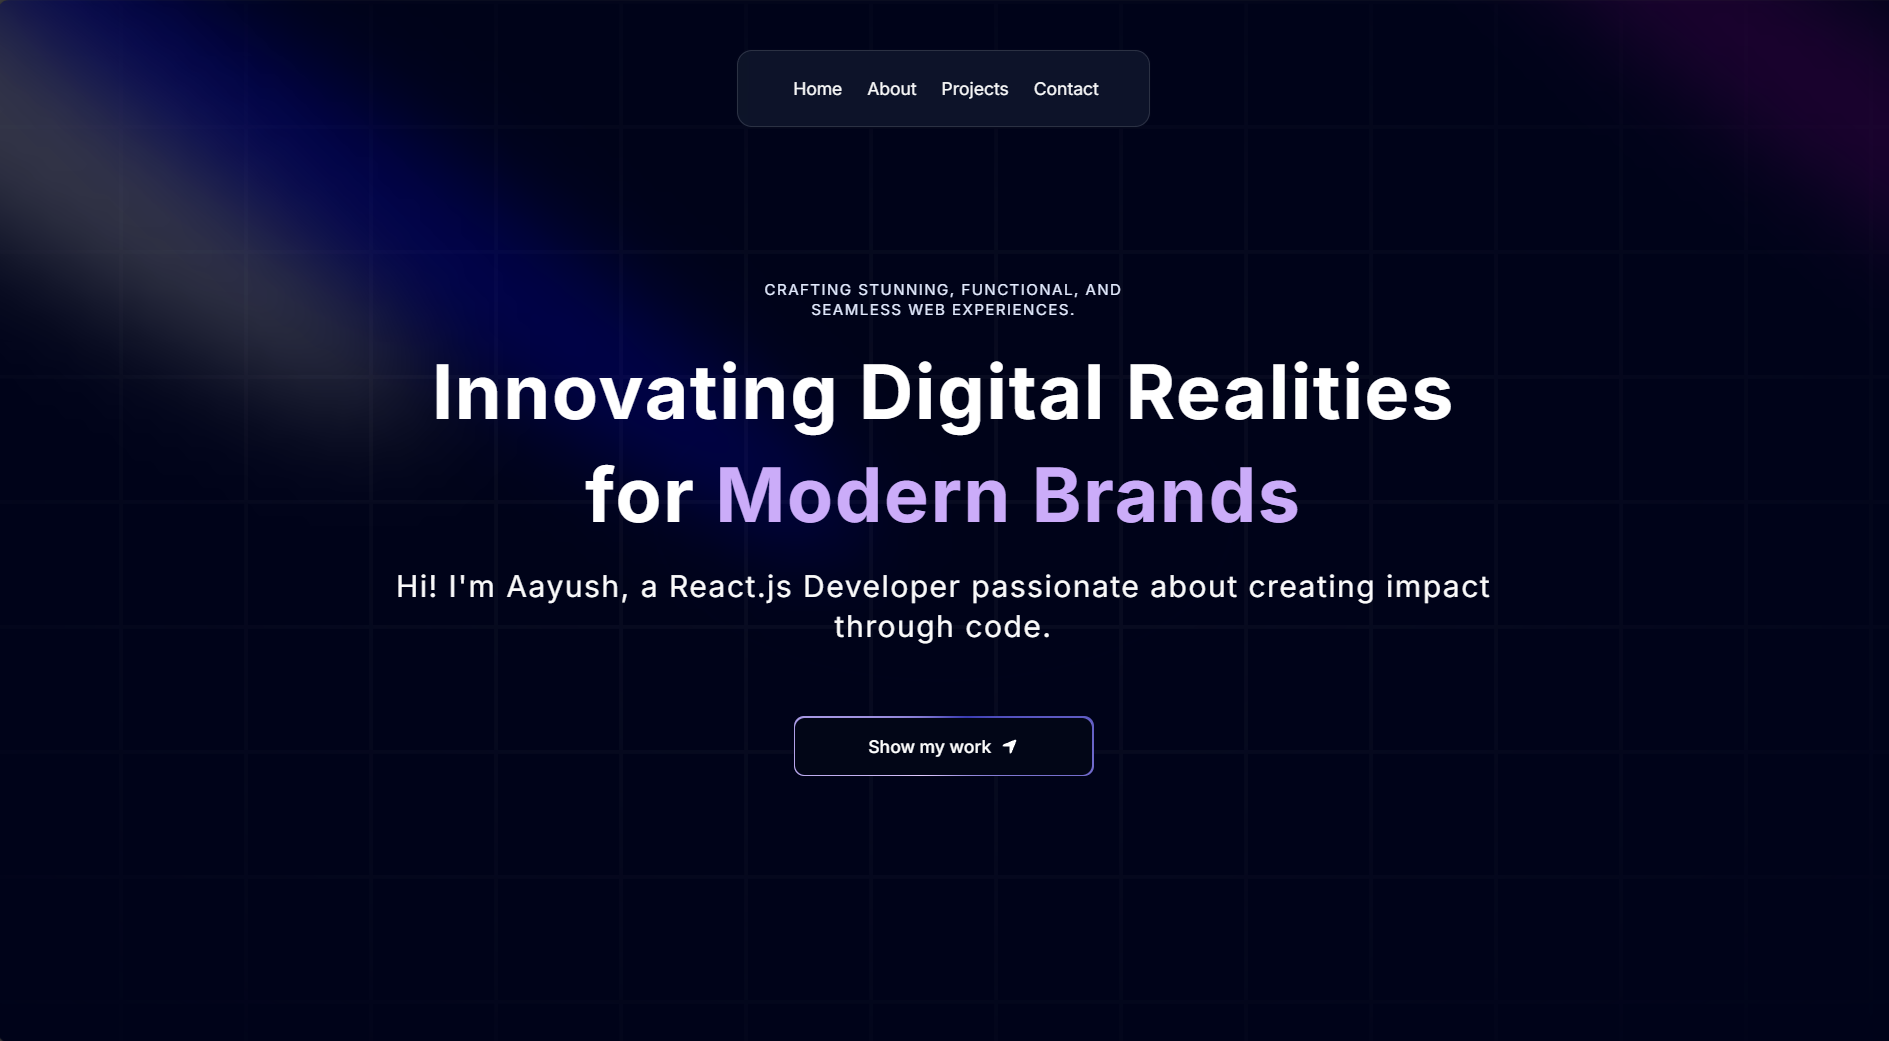 Home About Projects Contact
CRAFTING STUNNING, FUNCTIONAL, AND
SEAMLESS WEB EXPERIENCES.
Innovating Digital Realities
for Modern Brands
Hi! I'm Aayush, a React.js Developer passionate about creating impact
through code.
Show my work